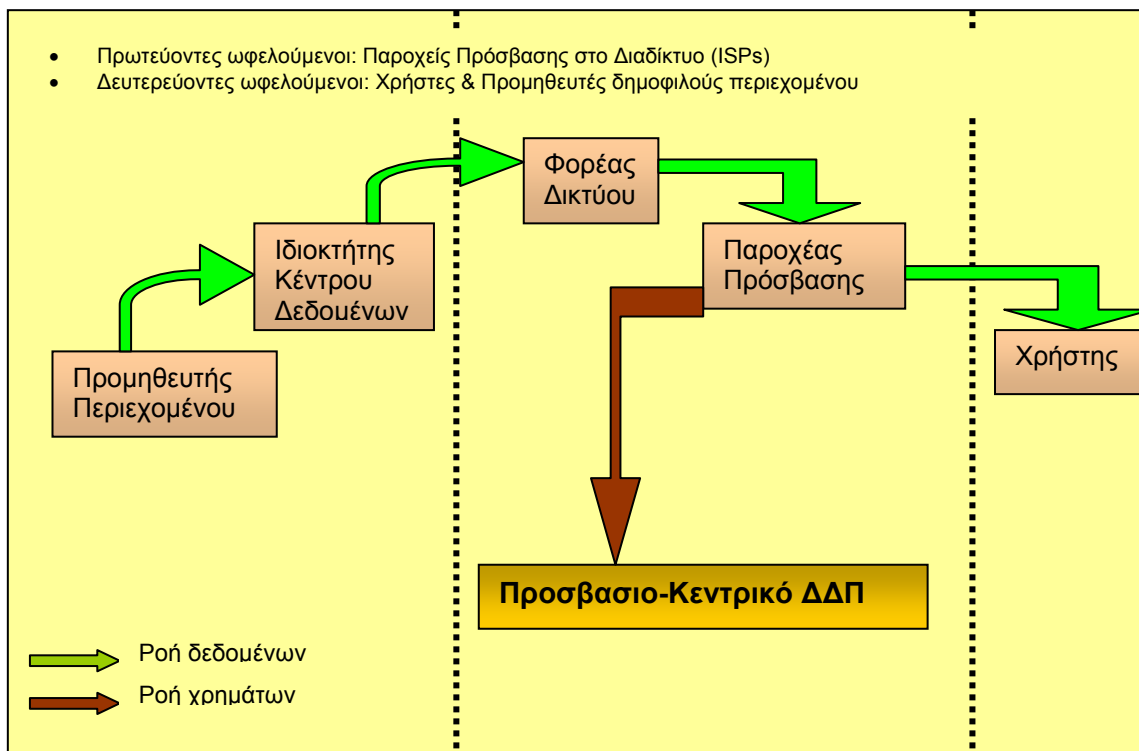 • Πρωτεύοντες ωφελούμενοι: Παροχείς Πρόσβασης στο Διαδίκτυο (ISPs)
• Δευτερεύοντες ωφελούμενοι: Χρήστες & Προμηθευτές δημοφιλούς περιεχομένου
Φορέας
Δικτύου
Ιδιοκτήτης
Κέντρου
Δεδομένων
Παροχέας
Πρόσβασης
Προμηθευτής
Περιεχομένου
Χρήστης
Προσβασιο-Κεντρικό ΔΔΠ
Ροή δεδομένων
Ροή χρημάτων